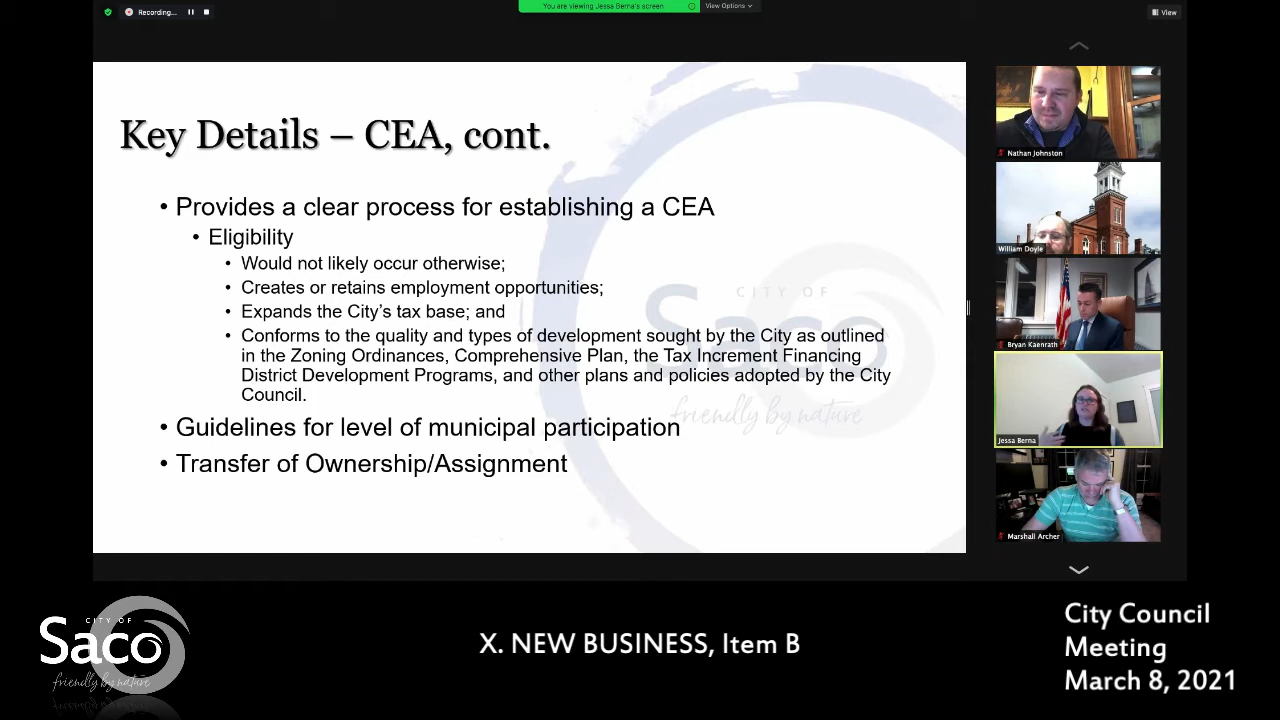 Recording...
You are viewing Jessa Berna's screen
View Options
View
Key Details – CEA, cont.
• Provides a clear process for establishing a CEA
• Eligibility
• Would not likely occur otherwise;
• Creates or retains employment opportunities;
• Expands the City's tax base; and
• Conforms to the quality and types of development sought by the City as outlined
in the Zoning Ordinances, Comprehensive Plan, the Tax Increment Financing
District Development Programs, and other plans and policies adopted by the City
Council.
• Guidelines for level of municipal participation
• Transfer of Ownership/Assignment
CITY OF
Saco
friendly by nature
Nathan Johnston
William Doyle
Bryan Kaenrath
Jessa Berna
Marshall Archer
CITY OF
Saco
friendly by nature
X. NEW BUSINESS, Item B
City Council
Meeting
March 8, 2021